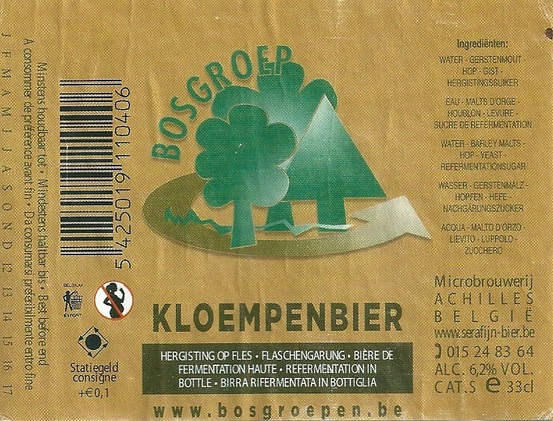 J F M A M J J A S O N D 12 13 14 15 16 17
A consommer de préférence avant fin • Da consumersi preferibilmente entro fine
Minstens houdbaar tot • Mindestens haltbar bis • Best before end
5 425019 110406
BELGIUM
EXPORT
Statiegeld
consigne
+€0,1
BOSGROEP
KLOEMPENBIER
HERGISTING OP FLES • FLASCHENGARUNG • BIÈRE DE
FERMENTATION HAUTE • REFERMENTATION IN
BOTTLE • BIRRA RIFERMENTATA IN BOTTIGLIA
www.bosgroepen.be
Ingrediënten:
WATER - GERSTENMOUT
HOP - GIST -
HERGISTINGSSUIKER
EAU - MALTS D'ORGE
HOUBLON - LEVURE -
SUCRE DE REFERMENTATION
WATER - BARLEY MALTS -
HOP - YEAST
REFERMENTATIONSUGAR
WASSER - GERSTENMALZ -
HOPFEN - HEFE -
NACHGÄRUNGSZUCKER
ACQUA - MALTO D'ORZO
LIEVITO - LUPPOLO -
ZUCCHERO
Microbrouwerij
ACHILLES
BELGIË
www.serafijn-bier.be
015 24 83 64
ALC. 6,2% VOL.
CAT.S e 33cl